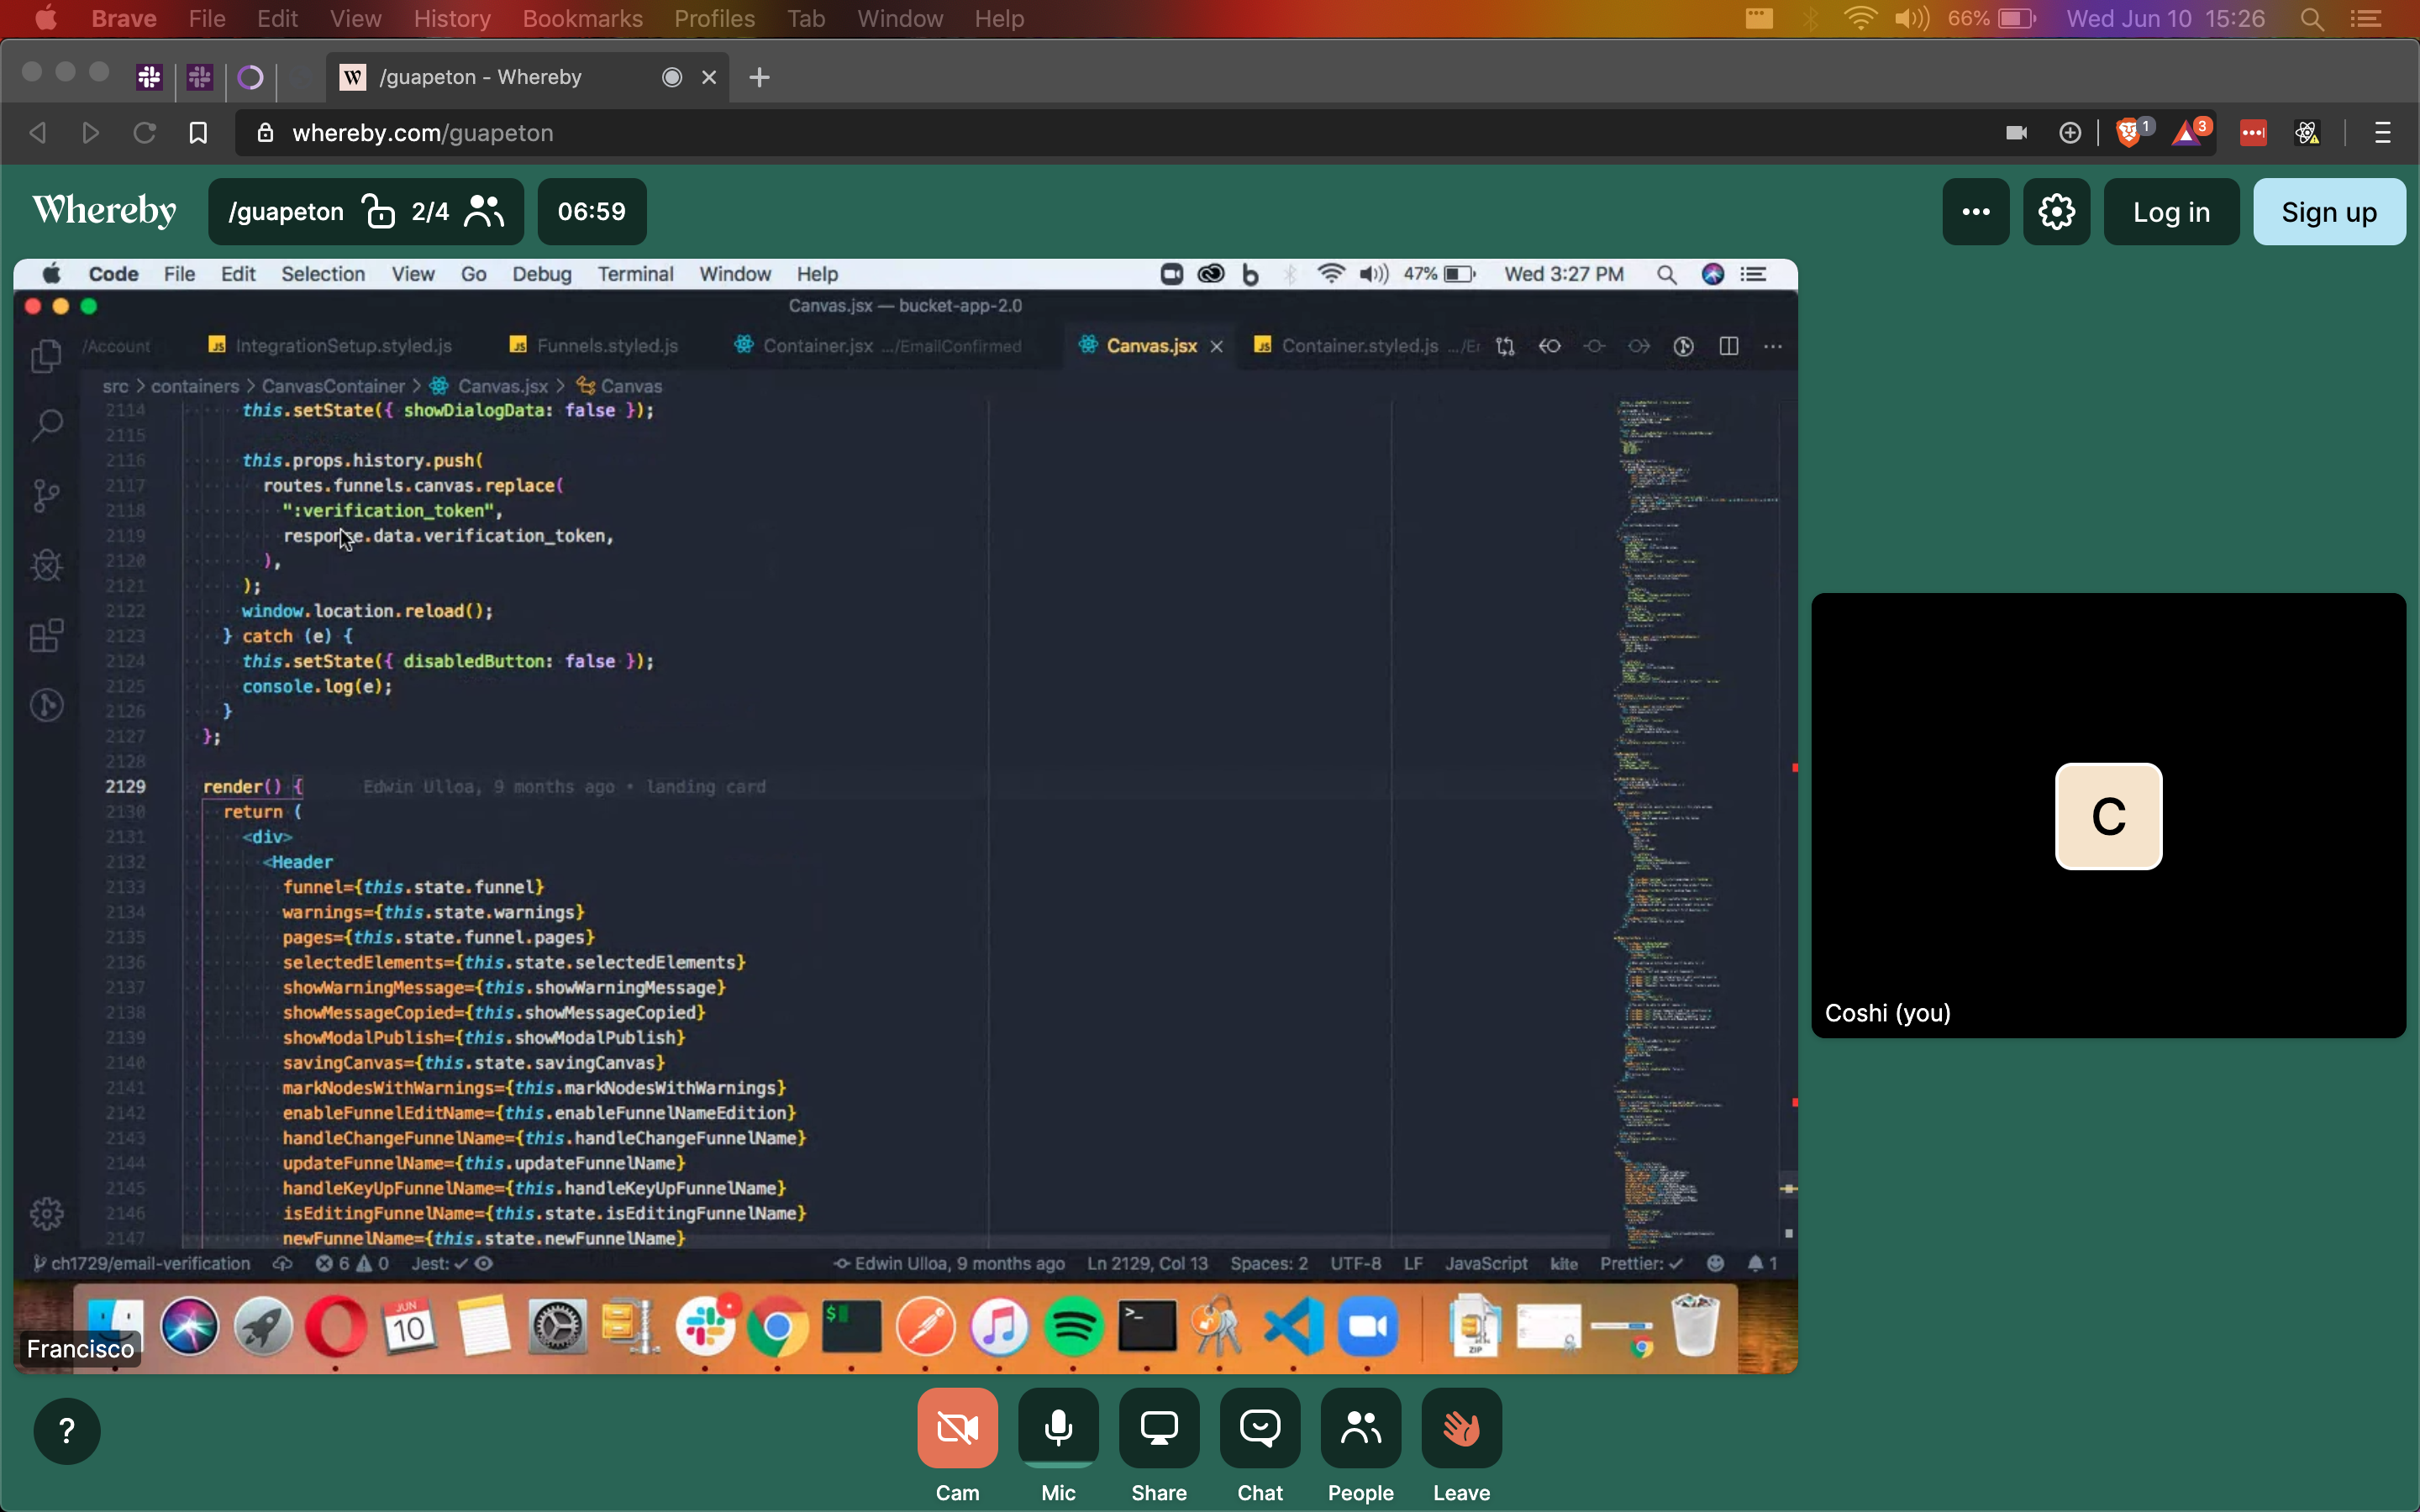 Brave File Edit View History Bookmarks Profiles Tab Window Help 66% Wed Jun 10 15:26
W /guapeton - Whereby
whereby.com/guapeton 1 3
Whereby /guapeton 2/4 06:59 Log in Sign up
Code File Edit Selection View Go Debug Terminal Window Help 47% Wed 3:27 PM
Canvas.jsx — bucket-app-2.0
/Account JS IntegrationSetup.styled.js JS Funnels.styled.js Container.jsx .../EmailConfirmed Canvas.jsx JS Container.styled.js .../Er
src > containers > CanvasContainer > Canvas.jsx > Canvas
2114 this.setState({ showDialogData: false });
2115
2116 this.props.history.push(
2117 routes.funnels.canvas.replace(
2118 ":verification_token",
2119 response.data.verification_token,
2120 ),
2121 );
2122 window.location.reload();
2123 } catch (e) {
2124 this.setState({ disabledButton: false });
2125 console.log(e);
2126 }
2127 };
2128
2129 render() { Edwin Ulloa, 9 months ago • landing card
2130 return (
2131 <div>
2132 <Header
2133 funnel={this.state.funnel}
2134 warnings={this.state.warnings}
2135 pages={this.state.funnel.pages}
2136 selectedElements={this.state.selectedElements}
2137 showWarningMessage={this.showWarningMessage}
2138 showMessageCopied={this.showMessageCopied}
2139 showModalPublish={this.showModalPublish}
2140 savingCanvas={this.state.savingCanvas}
2141 markNodesWithWarnings={this.markNodesWithWarnings}
2142 enableFunnelEditName={this.enableFunnelNameEdition}
2143 handleChangeFunnelName={this.handleChangeFunnelName}
2144 updateFunnelName={this.updateFunnelName}
2145 handleKeyUpFunnelName={this.handleKeyUpFunnelName}
2146 isEditingFunnelName={this.state.isEditingFunnelName}
2147 newFunnelName={this.state.newFunnelName}
C
Coshi (you)
ch1729/email-verification 6 0 Jest: Edwin Ulloa, 9 months ago Ln 2129, Col 13 Spaces: 2 UTF-8 LF JavaScript kite Prettier: 1
JUN
10
ZIP
Francisco
?
Cam Mic Share Chat People Leave